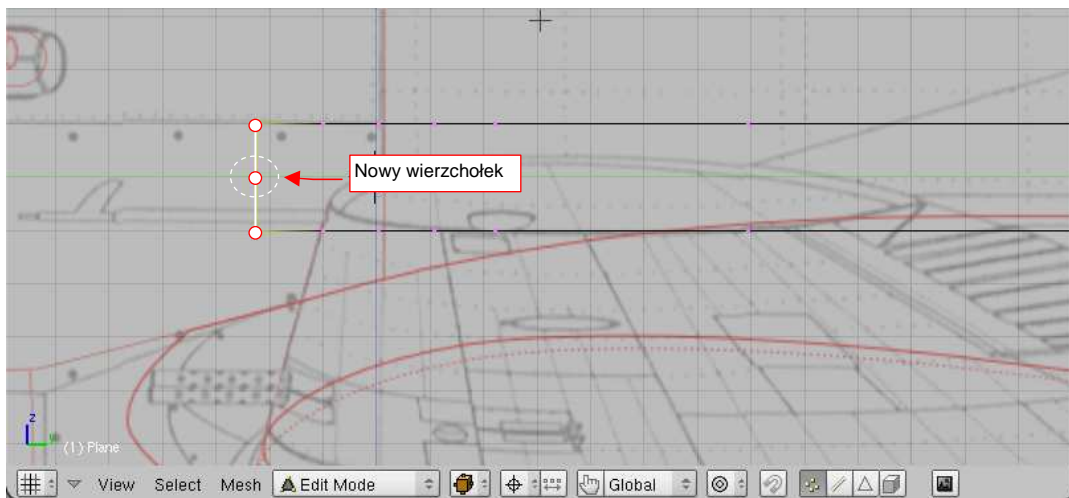 Nowy wierzchołek
z
y
(1) Plane
View Select Mesh Edit Mode Global